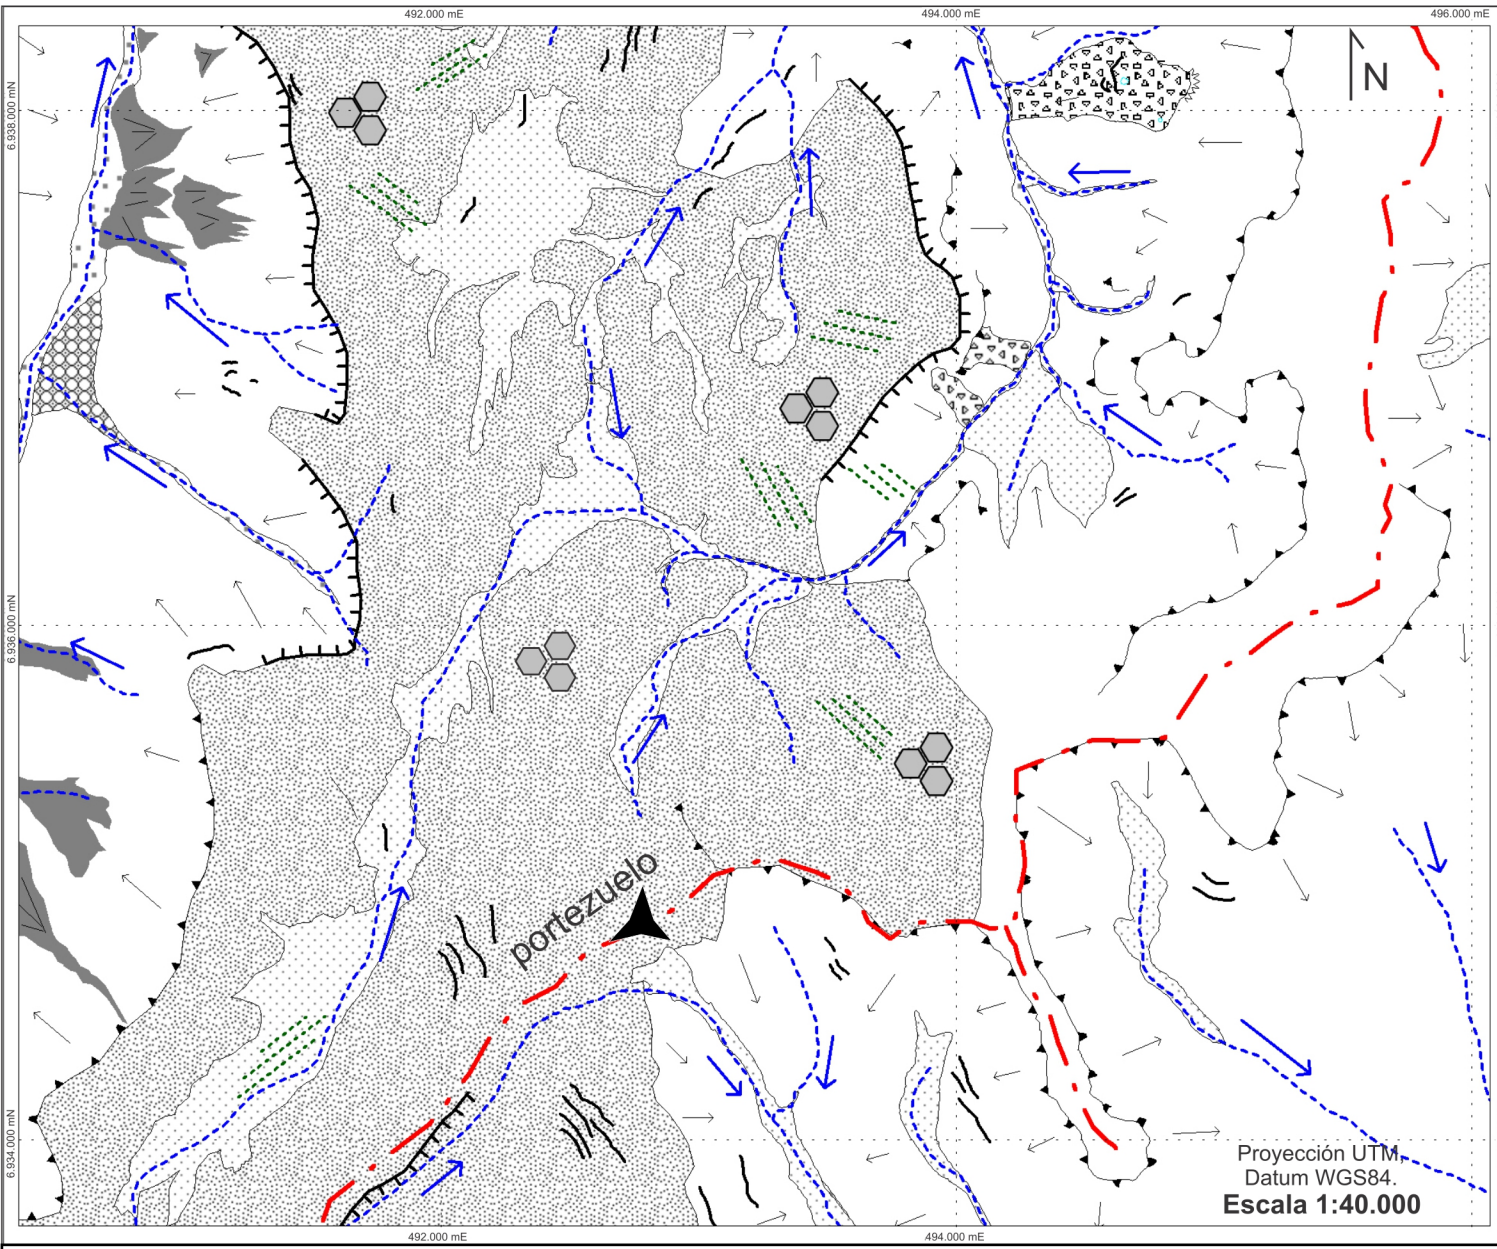 492.000 mE
494.000 mE
496.000 mE
N
6.938.000 mN
6.936.000 mN
portezuelo
6.934.000 mN
Proyección UTM,
Datum WGS84.
Escala 1:40.000
492.000 mE
494.000 mE